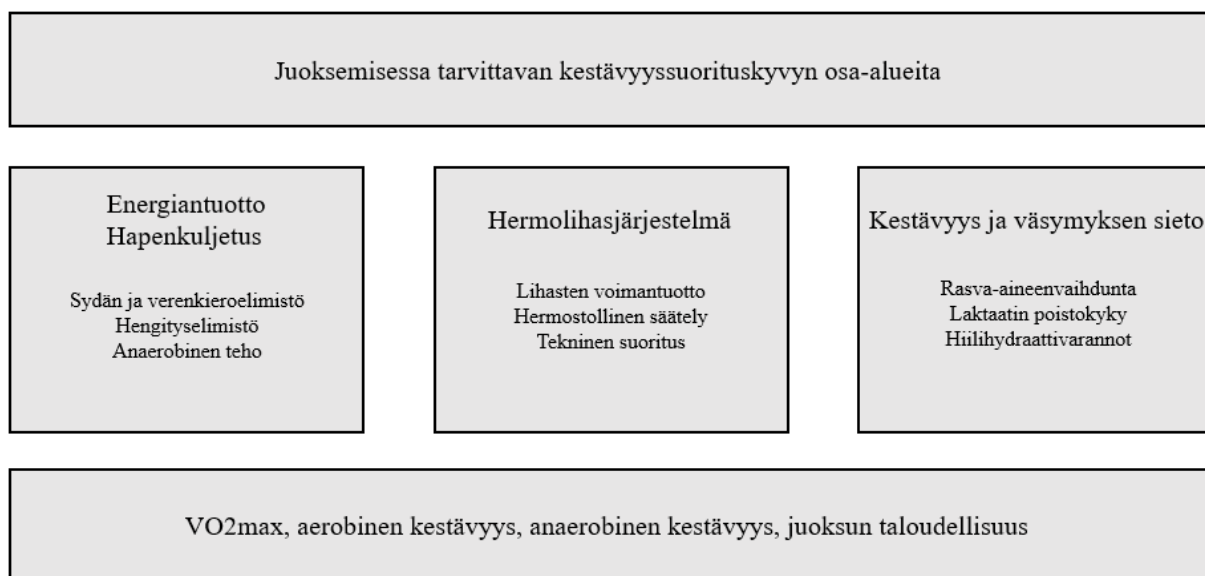 Juoksemisessa tarvittavan kestävyyssuorituskyvyn osa-alueita
Energiantuotto
Hapenkuljetus
Sydän ja verenkieroelimistö
Hengityselimistö
Anaerobinen teho
Hermolihasjärjestelmä
Lihasten voimantuotto
Hermostollinen säätely
Tekninen suoritus
Kestävyys ja väsymyksen sieto
Rasva-aineenvaihdunta
Laktaatin poistokyky
Hiilihydraattivarannot
VO2max, aerobinen kestävyys, anaerobinen kestävyys, juoksun taloudellisuus